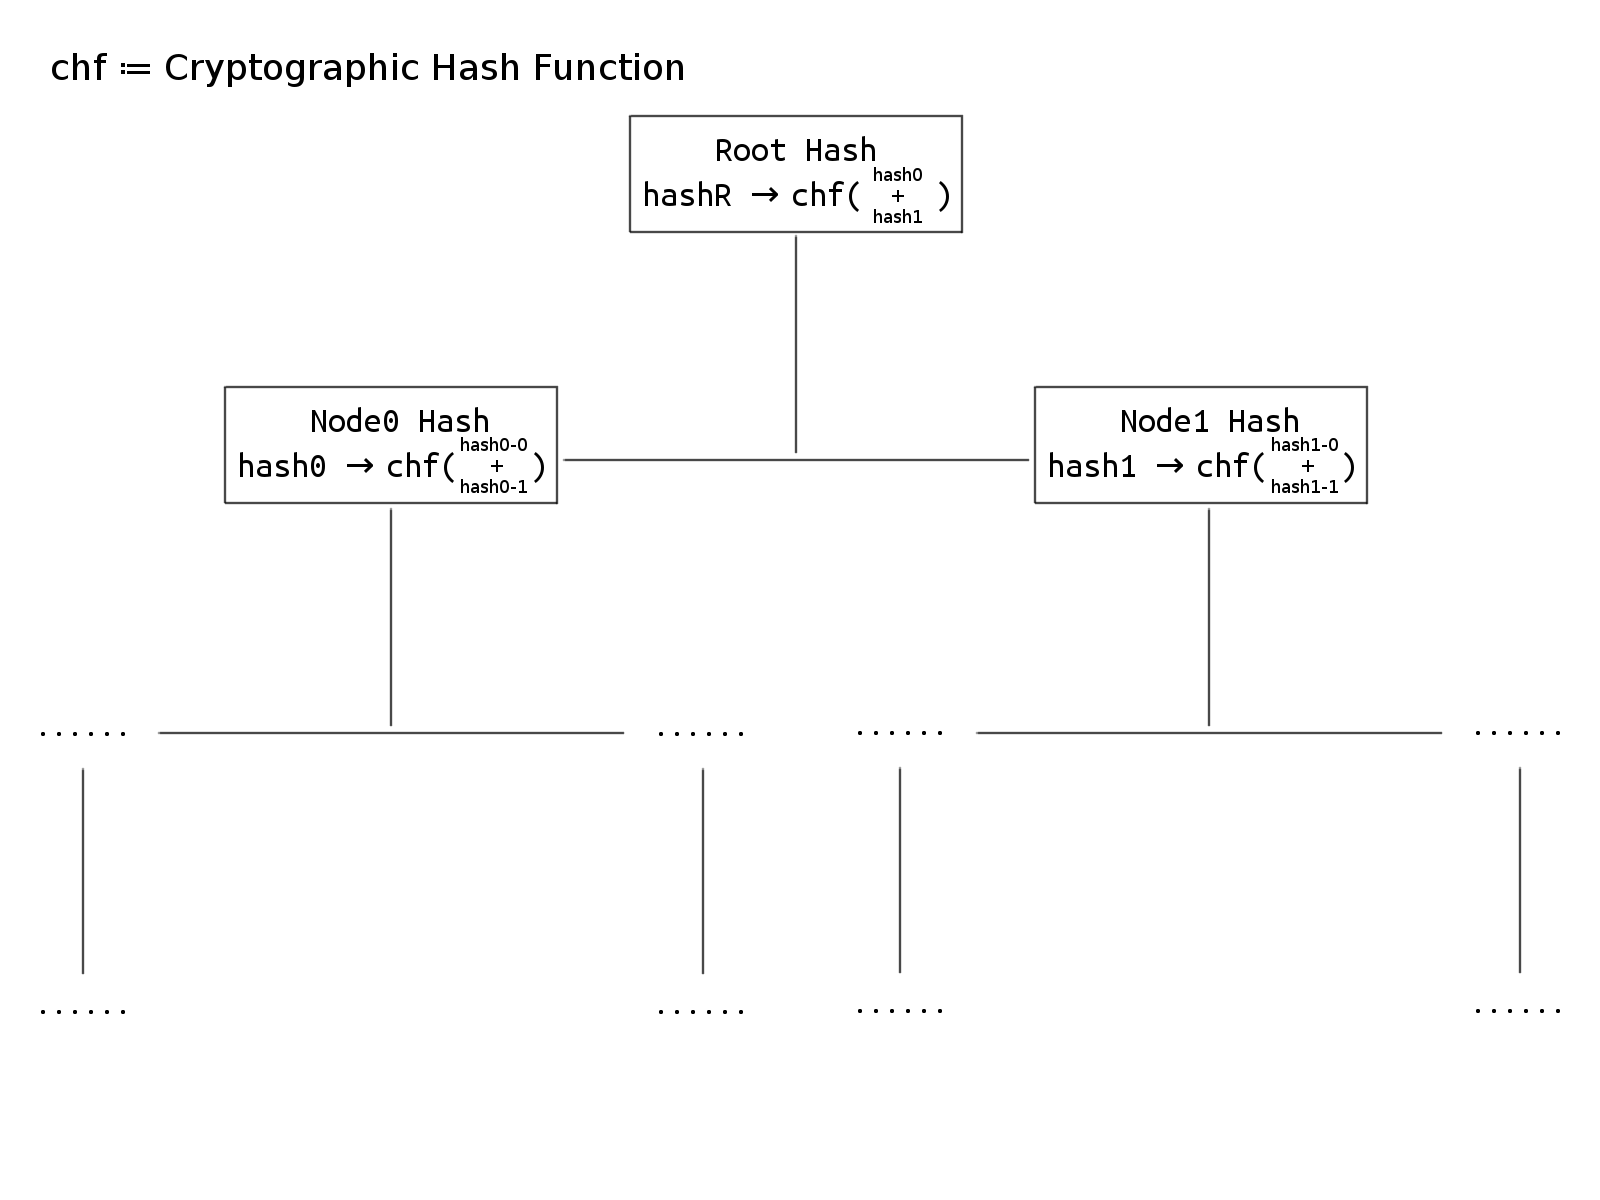 chf ≔ Cryptographic Hash Function
Root Hash
hashR → chf( hash0 + hash1 )
Node0 Hash
hash0 → chf( hash0-0 + hash0-1 )
Node1 Hash
hash1 → chf( hash1-0 + hash1-1 )
...... ...... ...... ......
...... ...... ...... ......